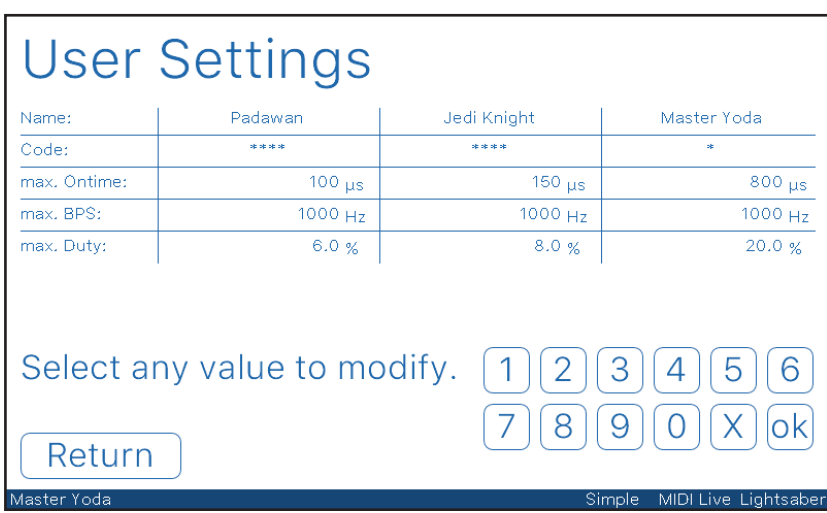 User Settings
Name: Padawan Jedi Knight Master Yoda
Code: **** **** *
max. Ontime: 100 µs 150 µs 800 µs
max. BPS: 1000 Hz 1000 Hz 1000 Hz
max. Duty: 6.0 % 8.0 % 20.0 %
Select any value to modify. 1 2 3 4 5 6
7 8 9 0 X ok
Return
Master Yoda Simple MIDI Live Lightsaber